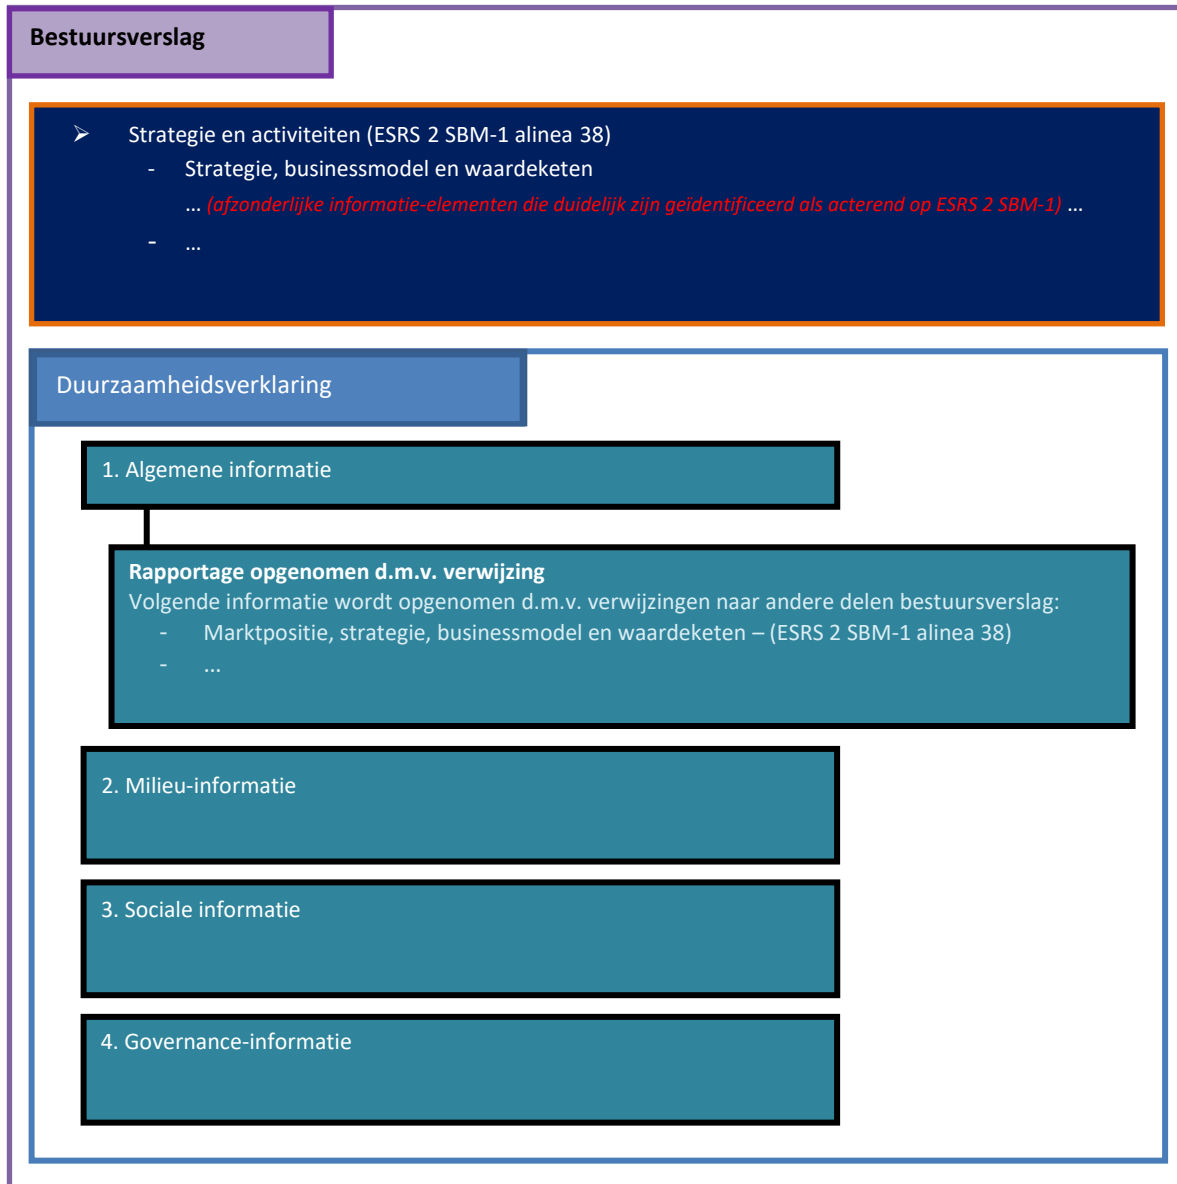 Bestuursverslag
➢ Strategie en activiteiten (ESRS 2 SBM-1 alinea 38)
- Strategie, businessmodel en waardeketen
... (afzonderlijke informatie-elementen die duidelijk zijn geïdentificeerd als acterend op ESRS 2 SBM-1) ...
- ...
Duurzaamheidsverklaring
1. Algemene informatie
Rapportage opgenomen d.m.v. verwijzing
Volgende informatie wordt opgenomen d.m.v. verwijzingen naar andere delen bestuursverslag:
- Marktpositie, strategie, businessmodel en waardeketen – (ESRS 2 SBM-1 alinea 38)
- ...
2. Milieu-informatie
3. Sociale informatie
4. Governance-informatie